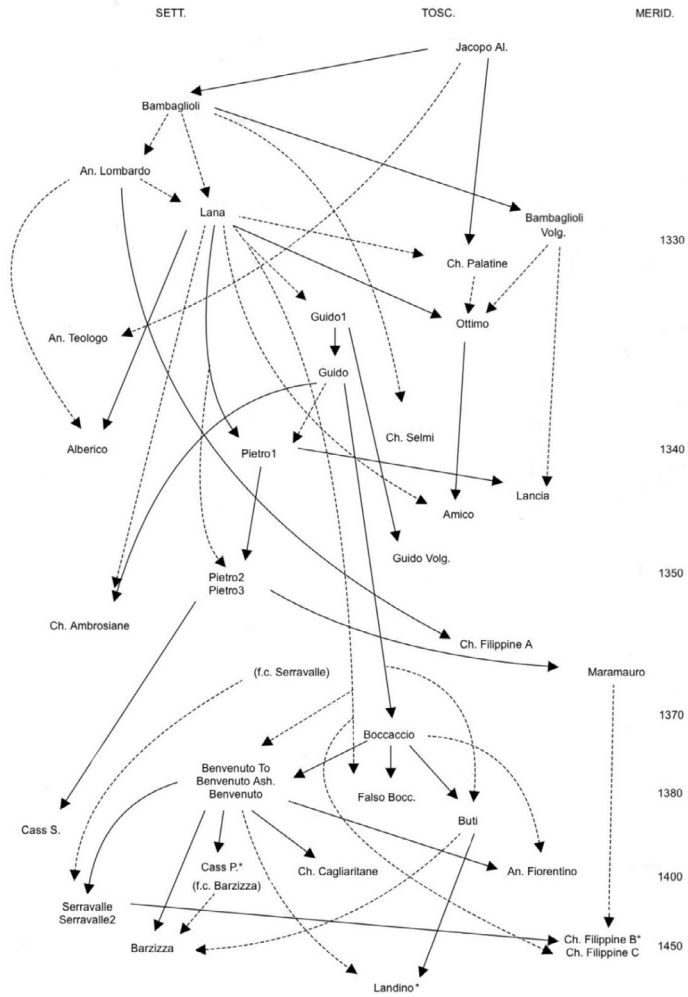 SETT. TOSC. MERID.
Jacopo Al.
Bambaglioli
An. Lombardo
Lana
Bambaglioli
Volg.
1330
Ch. Palatine
Guido1
Ottimo
An. Teologo
Guido
Ch. Selmi
Alberico
Pietro1
1340
Lancia
Amico
Guido Volg.
1350
Pietro2
Pietro3
Ch. Ambrosiane
Ch. Filippine A
(f.c. Serravalle)
Maramauro
1370
Boccaccio
Benvenuto To
Benvenuto Ash.
Benvenuto
1380
Falso Bocc.
Cass S.
Buti
Cass P.*
(f.c. Barzizza)
Ch. Cagliaritane
An. Fiorentino
1400
Serravalle
Serravalle2
Barzizza
Ch. Filippine B*
Ch. Filippine C
1450
Landino*